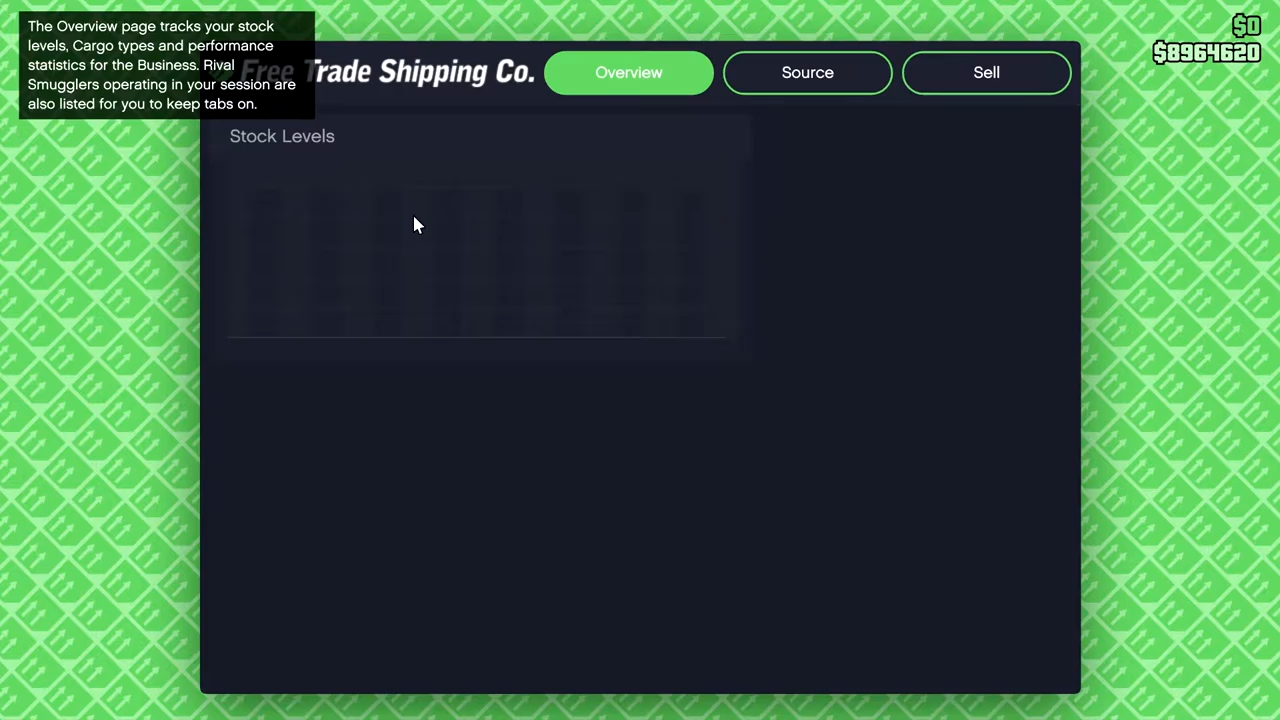 The Overview page tracks your stock
levels, Cargo types and performance
statistics for the Business. Rival
Smugglers operating in your session are
also listed for you to keep tabs on.
$0
$8964620
Free Trade Shipping Co.
Overview
Source
Sell
Stock Levels